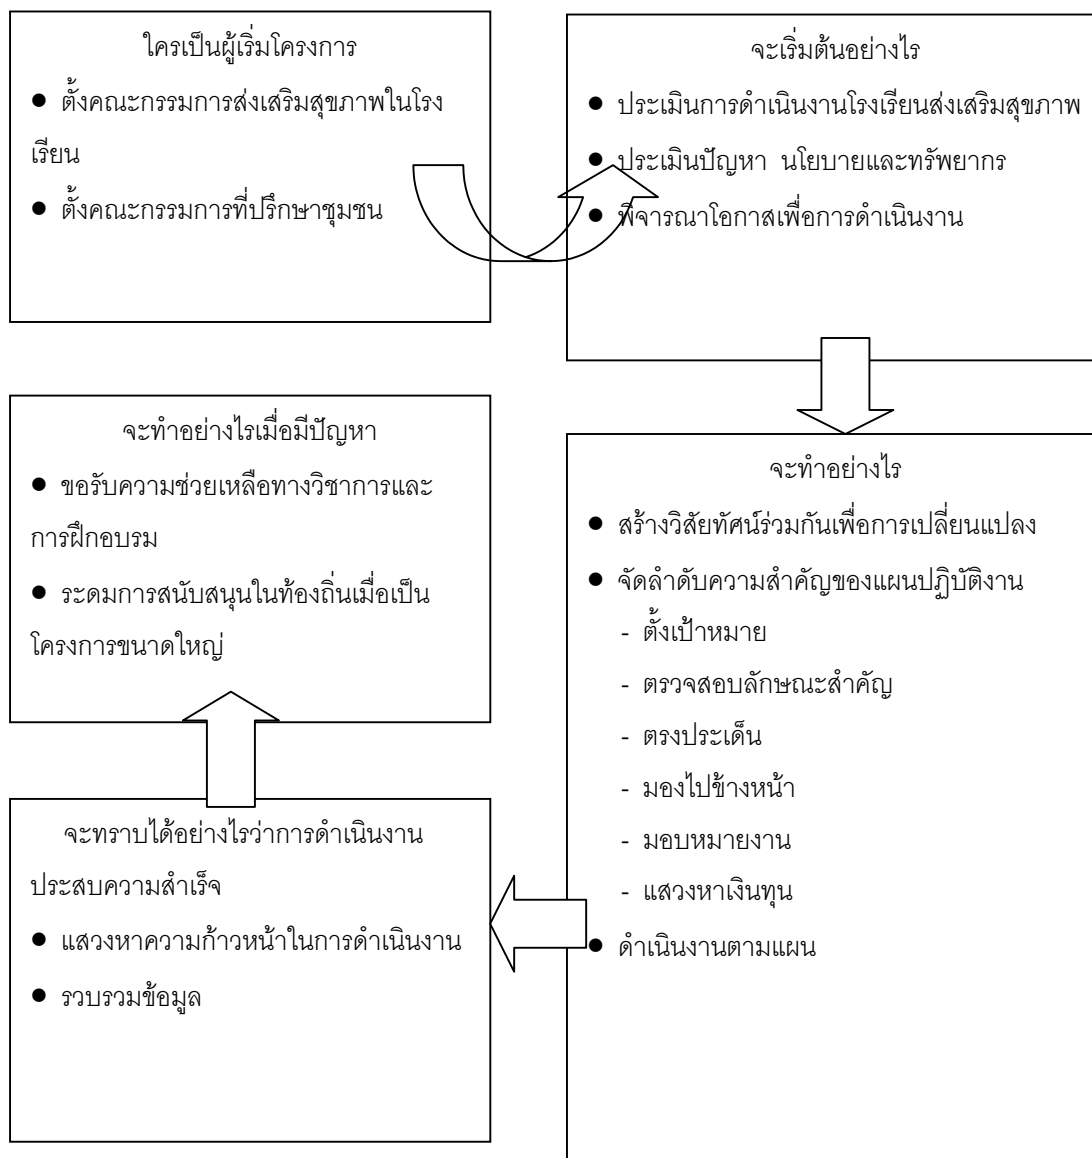 ใครเป็นผู้เริ่มโครงการ
● ตั้งคณะกรรมการส่งเสริมสุขภาพในโรง
เรียน
● ตั้งคณะกรรมการที่ปรึกษาชุมชน
จะเริ่มต้นอย่างไร
● ประเมินการดำเนินงานโรงเรียนส่งเสริมสุขภาพ
● ประเมินปัญหา นโยบายและทรัพยากร
● พิจารณาโอกาสเพื่อการดำเนินงาน
จะทำอย่างไร
● สร้างวิสัยทัศน์ร่วมกันเพื่อการเปลี่ยนแปลง
● จัดลำดับความสำคัญของแผนปฏิบัติงาน
- ตั้งเป้าหมาย
- ตรวจสอบลักษณะสำคัญ
- ตรงประเด็น
- มองไปข้างหน้า
- มอบหมายงาน
- แสวงหาเงินทุน
● ดำเนินงานตามแผน
จะทราบได้อย่างไรว่าการดำเนินงาน
ประสบความสำเร็จ
● แสวงหาความก้าวหน้าในการดำเนินงาน
● รวบรวมข้อมูล
จะทำอย่างไรเมื่อมีปัญหา
● ขอรับความช่วยเหลือทางวิชาการและ
การฝึกอบรม
● ระดมการสนับสนุนในท้องถิ่นเมื่อเป็น
โครงการขนาดใหญ่